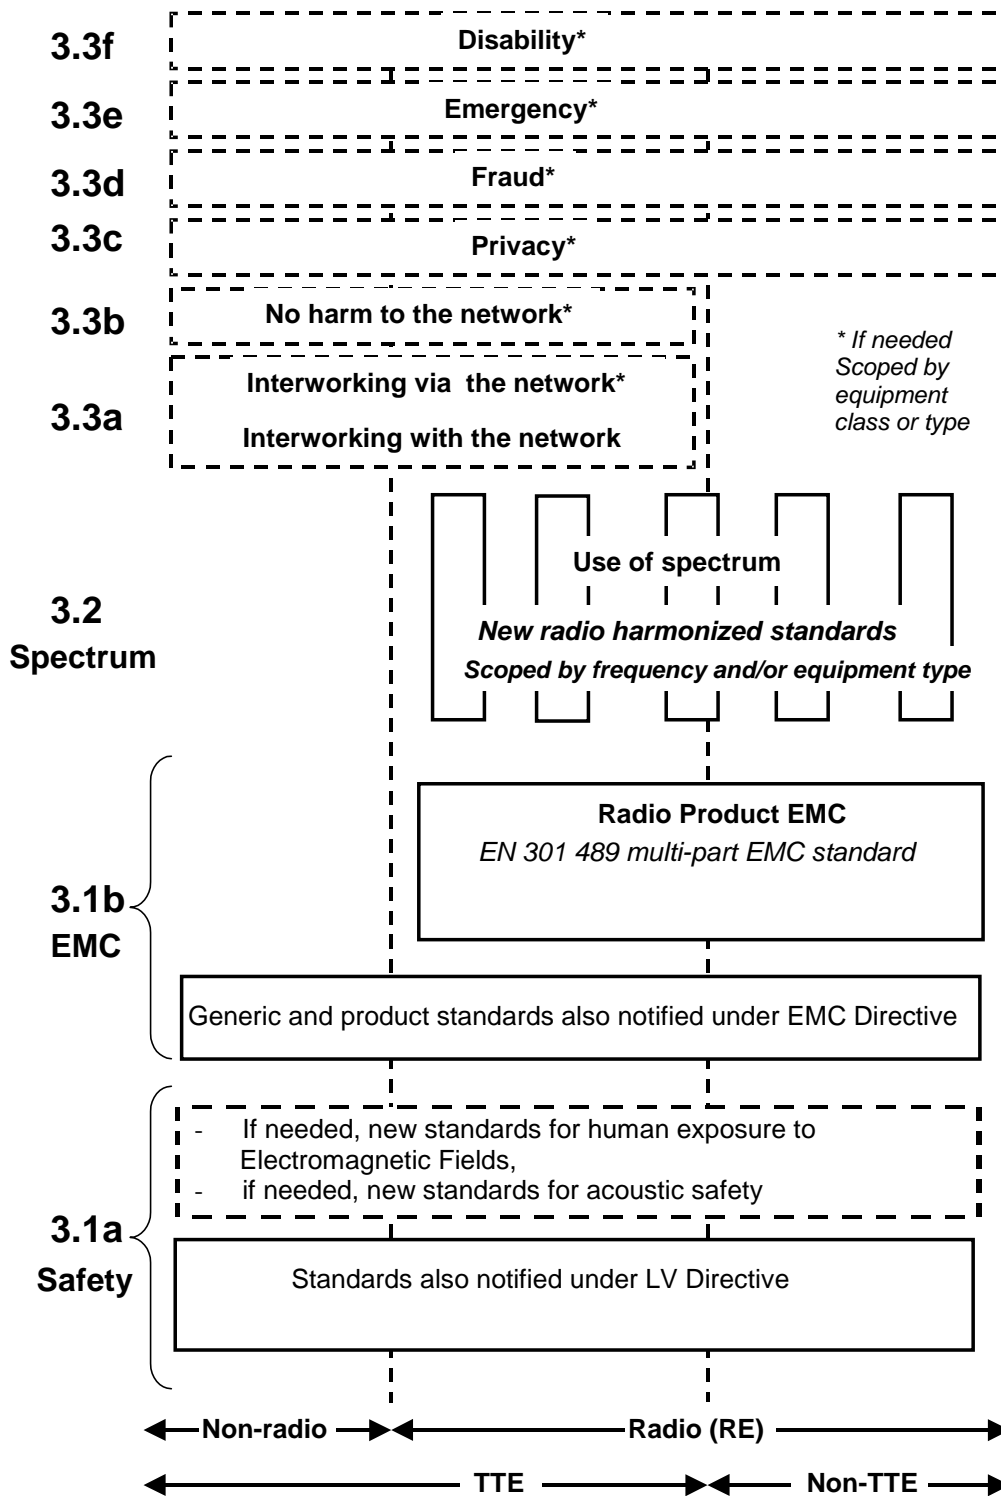 3.3f
Disability*
3.3e
Emergency*
3.3d
Fraud*
3.3c
Privacy*
3.3b
No harm to the network*
* If needed
Scoped by
equipment
class or type
3.3a
Interworking via the network*
Interworking with the network
3.2
Spectrum
Use of spectrum
New radio harmonized standards
Scoped by frequency and/or equipment type
Radio Product EMC
EN 301 489 multi-part EMC standard
3.1b
EMC
Generic and product standards also notified under EMC Directive
- If needed, new standards for human exposure to
Electromagnetic Fields,
- if needed, new standards for acoustic safety
3.1a
Safety
Standards also notified under LV Directive
Non-radio
Radio (RE)
TTE
Non-TTE